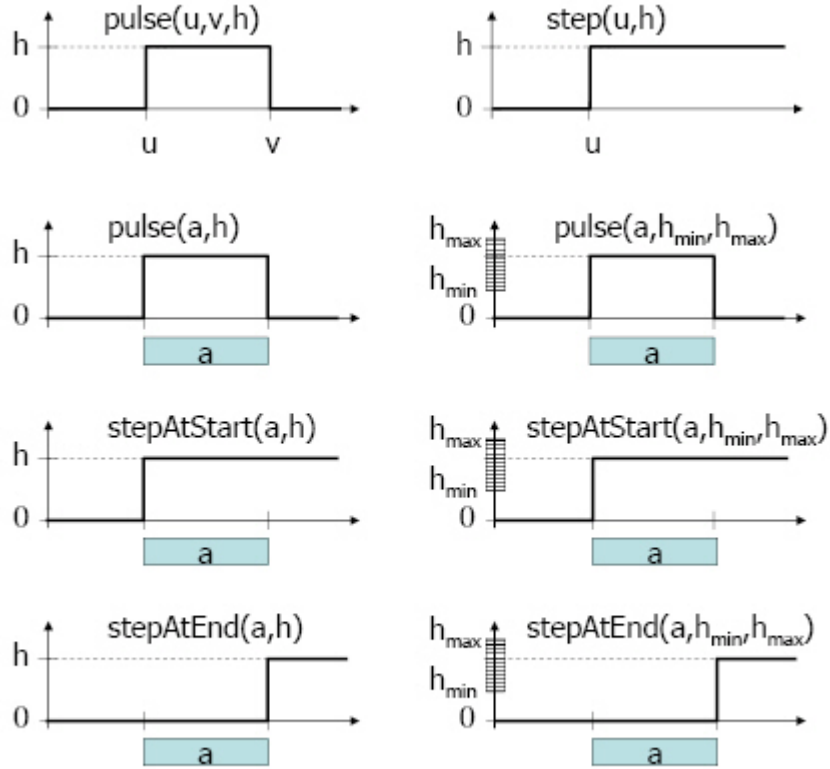 pulse(u,v,h)
h
0
u v
step(u,h)
h
0
u
pulse(a,h)
h
0
a
pulse(a,hmin,hmax)
hmax
hmin
0
a
stepAtStart(a,h)
h
0
a
stepAtStart(a,hmin,hmax)
hmax
hmin
0
a
stepAtEnd(a,h)
h
0
a
stepAtEnd(a,hmin,hmax)
hmax
hmin
0
a